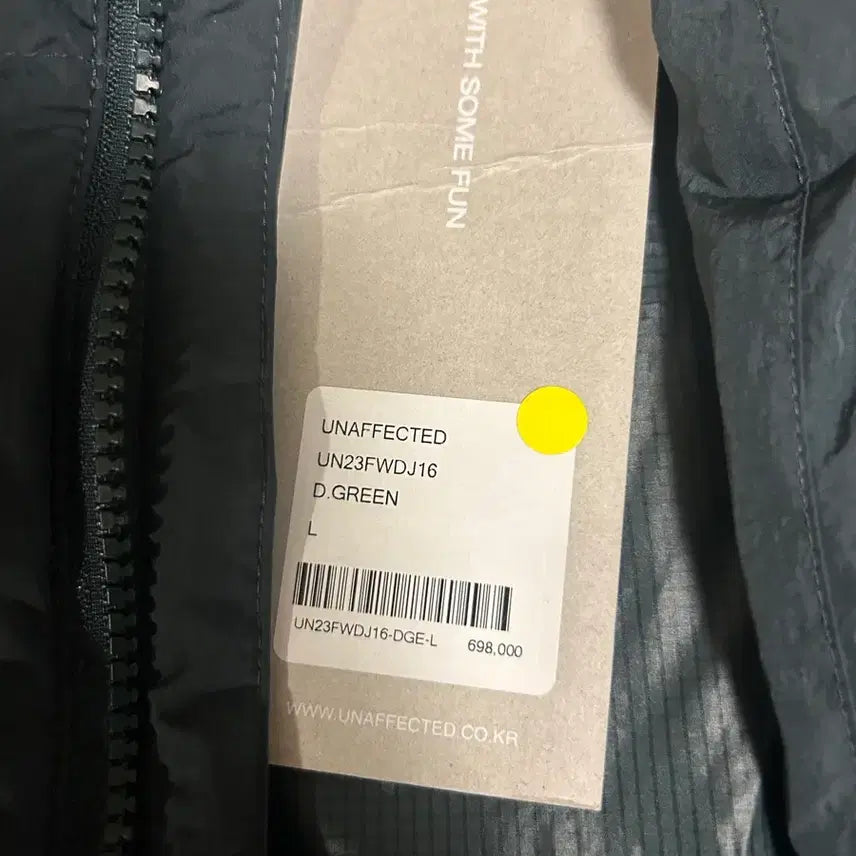 WITH SOME FUN
UNAFFECTED
UN23FWDJ16
D.GREEN
L
UN23FWDJ16-DGE-L 698,000
WWW.UNAFFECTED.CO.KR